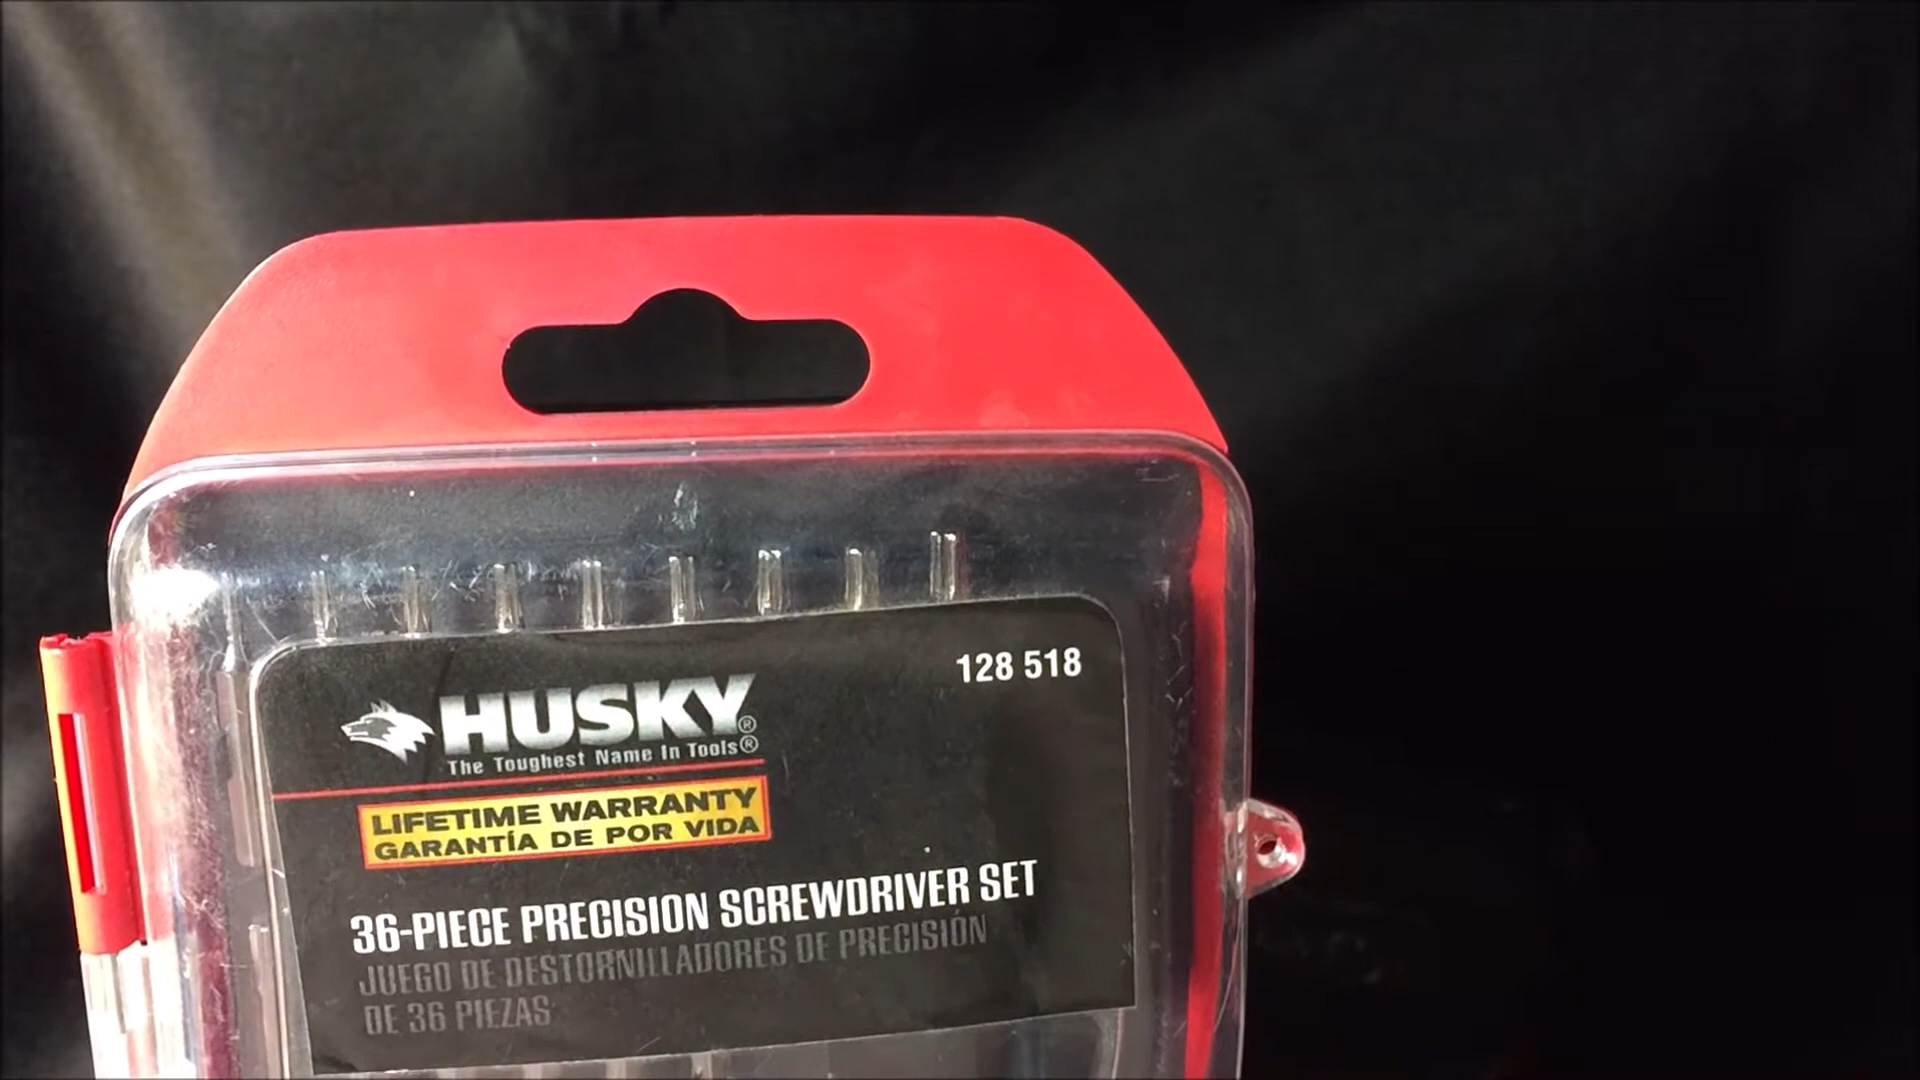 128 518
HUSKY®
The Toughest Name In Tools®
LIFETIME WARRANTY
GARANTÍA DE POR VIDA
36-PIECE PRECISION SCREWDRIVER SET
JUEGO DE DESTORNILLADORES DE PRECISIÓN
DE 36 PIEZAS